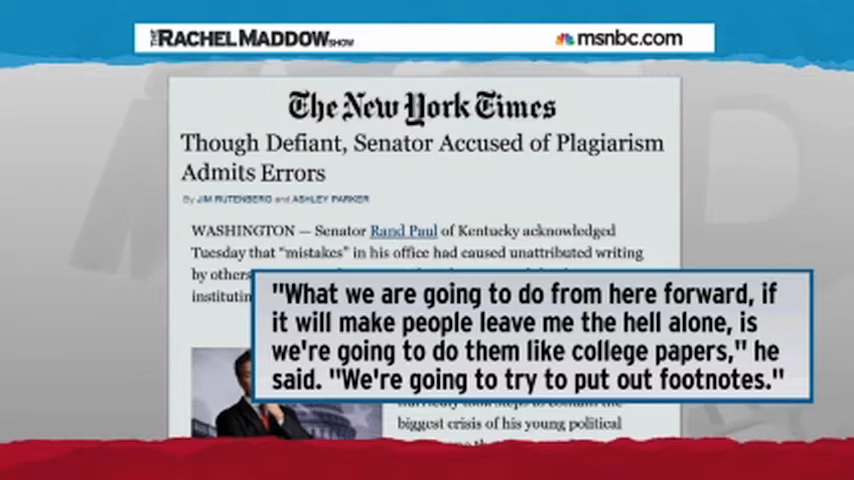 THE RACHEL MADDOW SHOW
msnbc.com
The New York Times
Though Defiant, Senator Accused of Plagiarism
Admits Errors
By JIM RUTENBERG and ASHLEY PARKER
WASHINGTON — Senator Rand Paul of Kentucky acknowledged
Tuesday that “mistakes” in his office had caused unattributed writing
by others
"What we are going to do from here forward, if
it will make people leave me the hell alone, is
we're going to do them like college papers," he
said. "We're going to try to put out footnotes."
biggest crisis of his young political